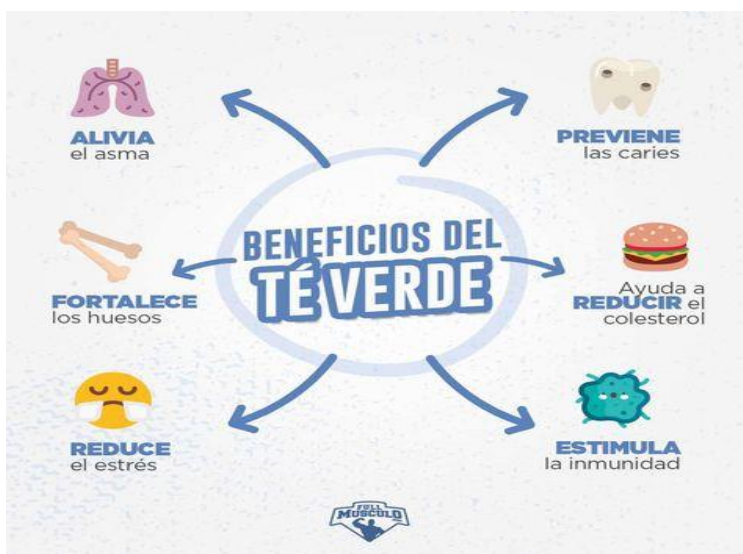 BENEFICIOS DEL
TÉ VERDE
ALIVIA
el asma
PREVIENE
las caries
FORTALECE
los huesos
Ayuda a
REDUCIR el
colesterol
REDUCE
el estrés
ESTIMULA
la inmunidad
FULL
MUSCULO